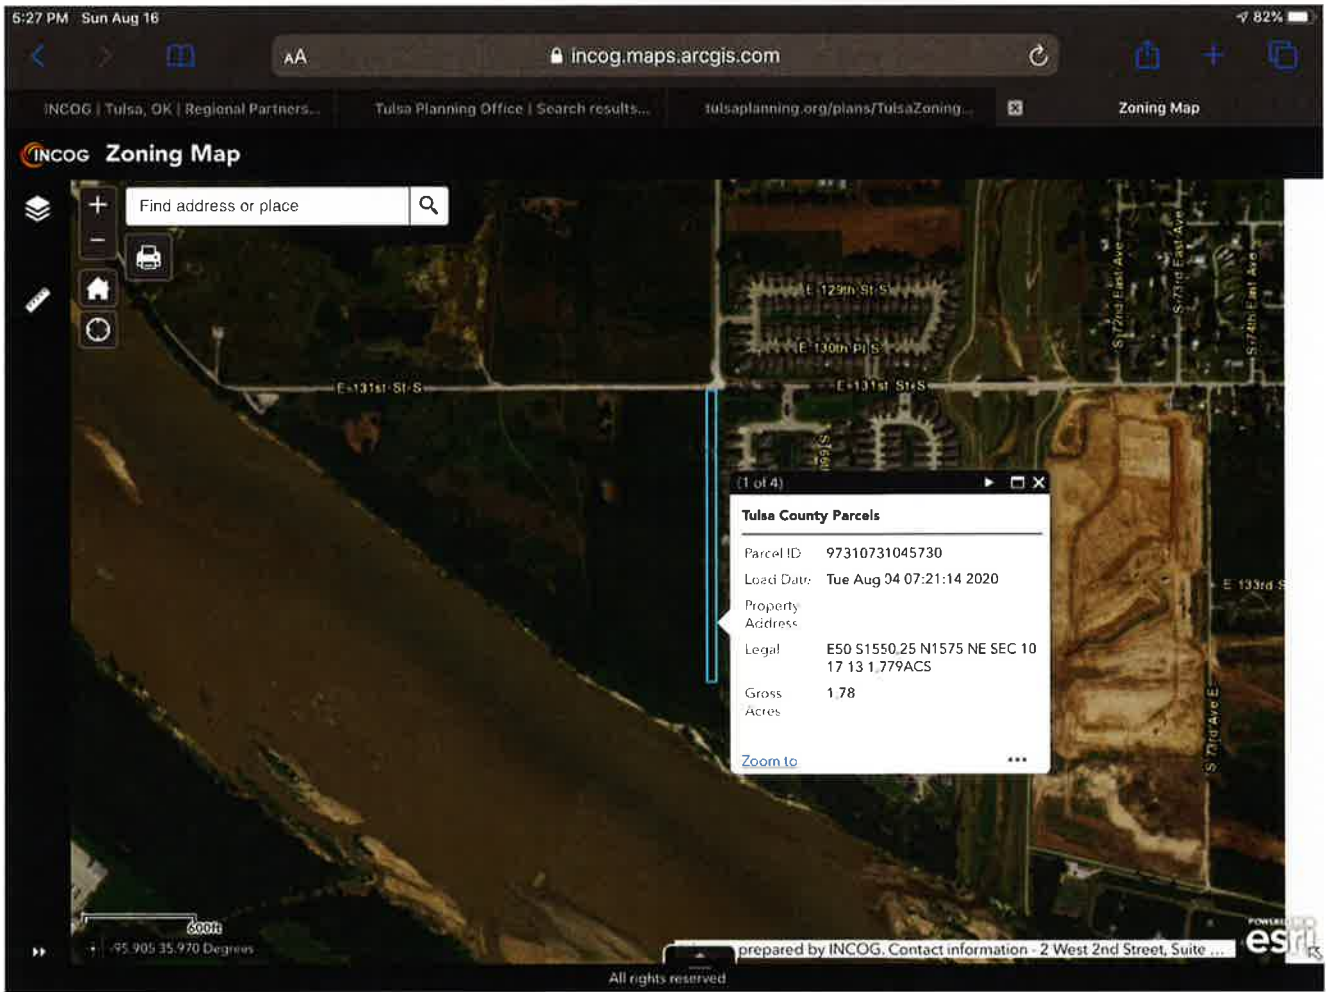 5:27 PM Sun Aug 16
82%
AA
incog.maps.arcgis.com
INCOG | Tulsa, OK | Regional Partners...
Tulsa Planning Office | Search results...
tulsaplanning.org/plans/TulsaZoning...
Zoning Map
INCOG Zoning Map
Find address or place
E 129th St S
E 130th Pl S
S 72nd East Ave
S 73rd East Ave
S 74th East Ave
E 131st St S
E 131st St S
(1 of 4)
Tulsa County Parcels
Parcel ID 97310731045730
Load Date Tue Aug 04 07:21:14 2020
Property
Address
Legal E50 S1550.25 N1575 NE SEC 10
17 13 1.779ACS
Gross 1.78
Acres
Zoom to
E 133rd S
S 73rd Ave E
600ft
-95.905 35.970 Degrees
prepared by INCOG. Contact information - 2 West 2nd Street, Suite ...
POWERED BY
esri
All rights reserved